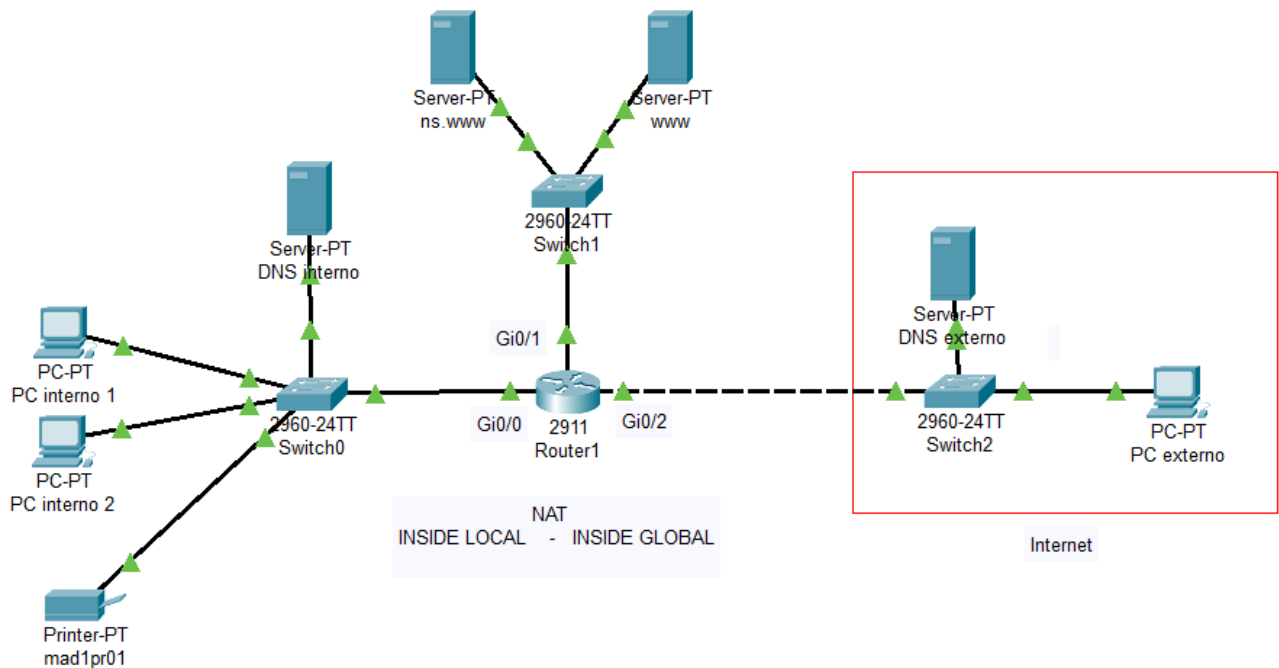 Server-PT
ns.www
Server-PT
www
2960-24TT
Switch1
Server-PT
DNS interno
Server-PT
DNS externo
Gi0/1
PC-PT
PC interno 1
2960-24TT
Switch0
Gi0/0
2911
Router1
Gi0/2
2960-24TT
Switch2
PC-PT
PC externo
PC-PT
PC interno 2
NAT
INSIDE LOCAL - INSIDE GLOBAL
Internet
Printer-PT
mad1pr01